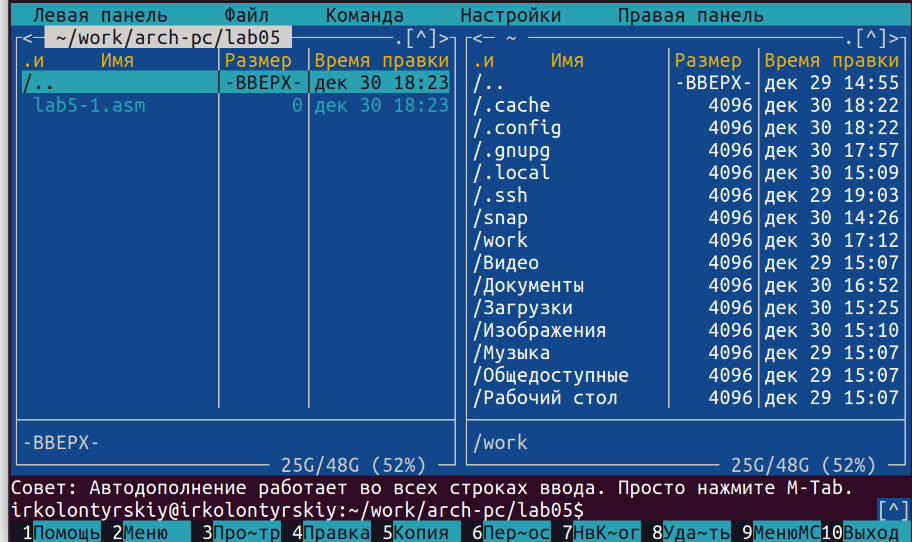 Левая панель Файл Команда Настройки Правая панель
<─ ~/work/arch-pc/lab05 .[^]> <─ ~ .[^]>
.и Имя Размер Время правки .и Имя Размер Время правки
/.. -ВВЕРХ- дек 30 18:23 /.. -ВВЕРХ- дек 29 14:55
lab5-1.asm 0 дек 30 18:23 /.cache 4096 дек 30 18:22
/.config 4096 дек 30 18:22
/.gnupg 4096 дек 30 17:57
/.local 4096 дек 30 15:09
/.ssh 4096 дек 29 19:03
/snap 4096 дек 30 14:26
/work 4096 дек 30 17:12
/Видео 4096 дек 29 15:07
/Документы 4096 дек 30 16:52
/Загрузки 4096 дек 30 15:25
/Изображения 4096 дек 30 15:10
/Музыка 4096 дек 29 15:07
/Общедоступные 4096 дек 29 15:07
/Рабочий стол 4096 дек 29 15:07
-ВВЕРХ- /work
25G/48G (52%) 25G/48G (52%)
Совет: Автодополнение работает во всех строках ввода. Просто нажмите M-Tab.
irkolontyrskiy@irkolontyrskiy:~/work/arch-pc/lab05$ [^]
1Помощь 2Меню 3Про~тр 4Правка 5Копия 6Пер~ос 7НвК~ог 8Уда~ть 9МенюMC 10Выход